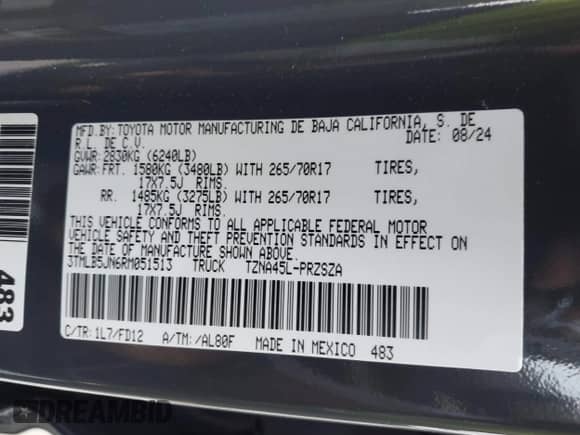 MFD.BY:TOYOTA MOTOR MANUFACTURING DE BAJA CALIFORNIA, S. DE
R.L. DE C.V. DATE: 08/24
GVWR:2830KG (6240LB)
GAWR:FRT. 1580KG (3480LB) WITH 265/70R17 TIRES,
17X7.5J RIMS.
RR. 1485KG (3275LB) WITH 265/70R17 TIRES,
17X7.5J RIMS.
THIS VEHICLE CONFORMS TO ALL APPLICABLE FEDERAL MOTOR
VEHICLE SAFETY AND THEFT PREVENTION STANDARDS IN EFFECT ON
THE DATE OF MANUFACTURE SHOWN ABOVE.
3TMLB5JN6RM051513 TRUCK TZNA45L-PRZSZA
C/TR:1L7/FD12 A/TM:/AL80F MADE IN MEXICO 483
483
DREAMBID